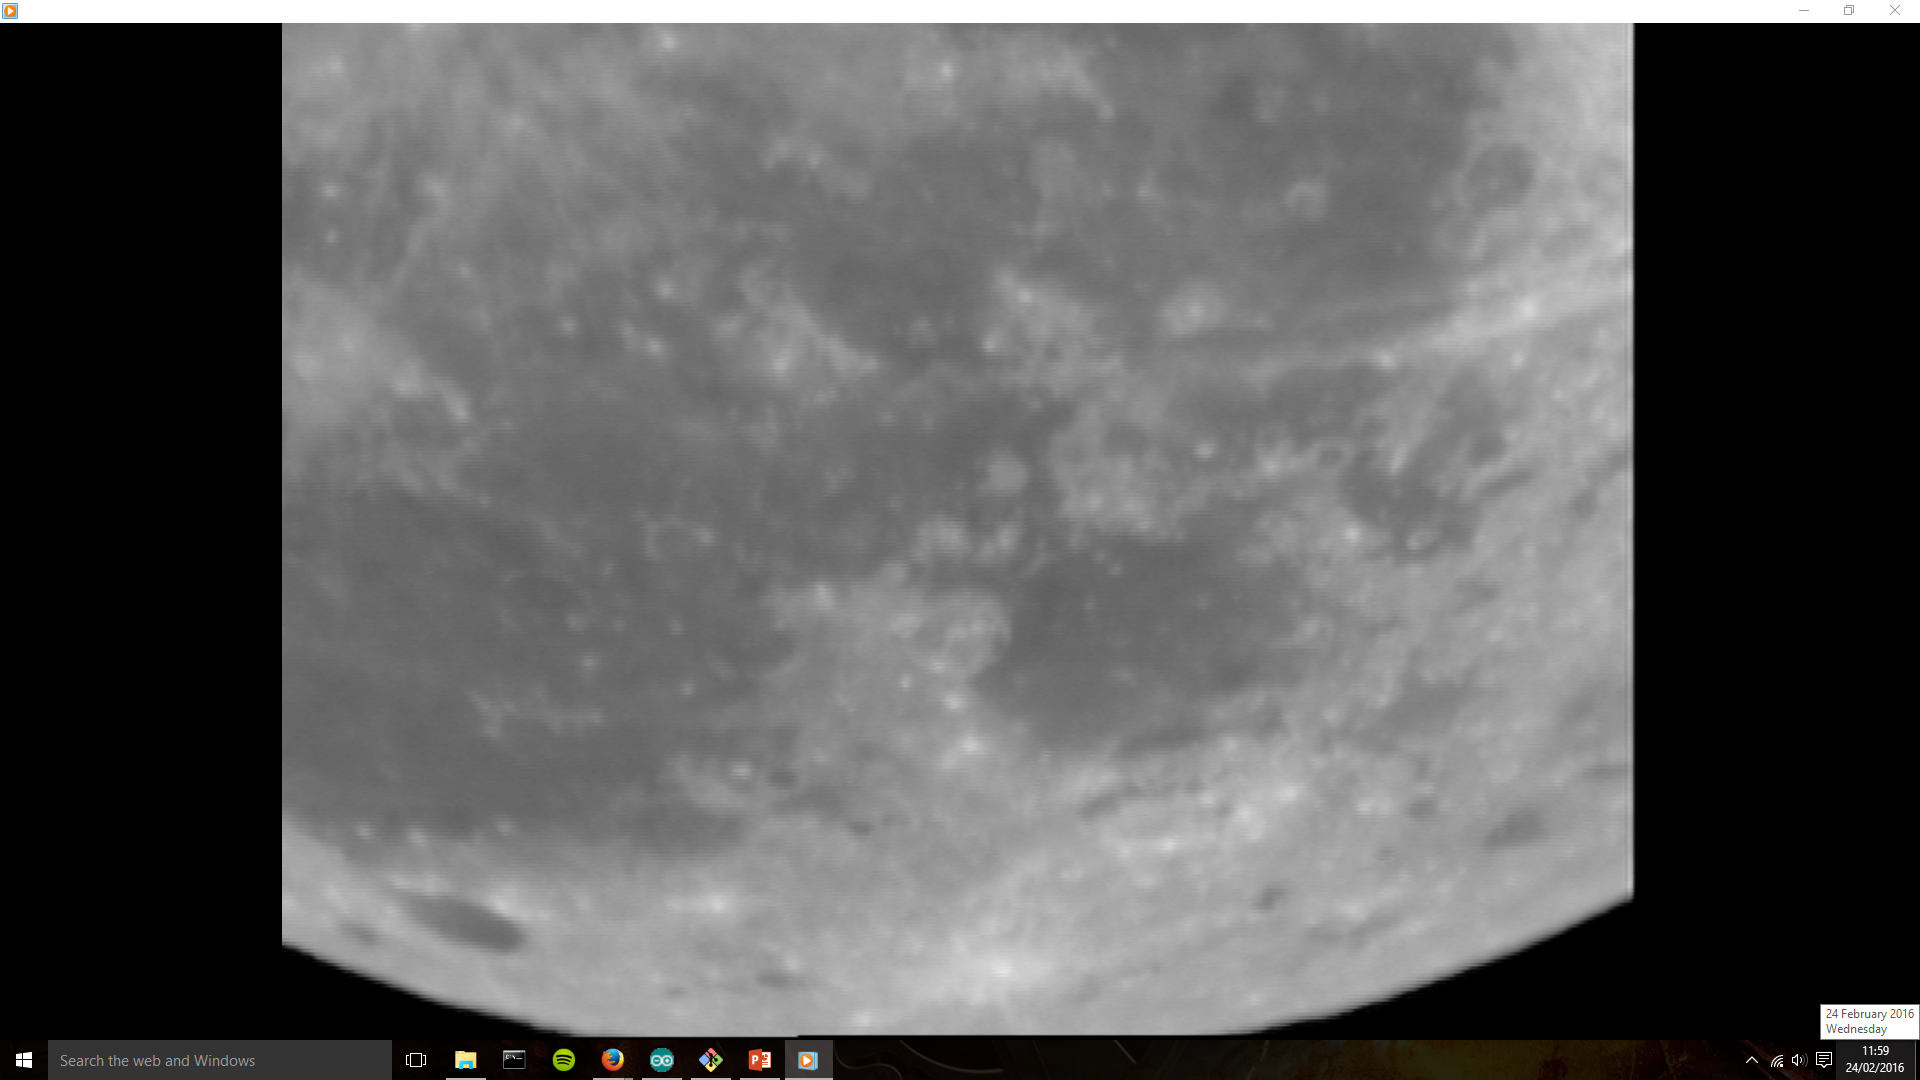 24 February 2016
Wednesday
Search the web and Windows
11:59
24/02/2016